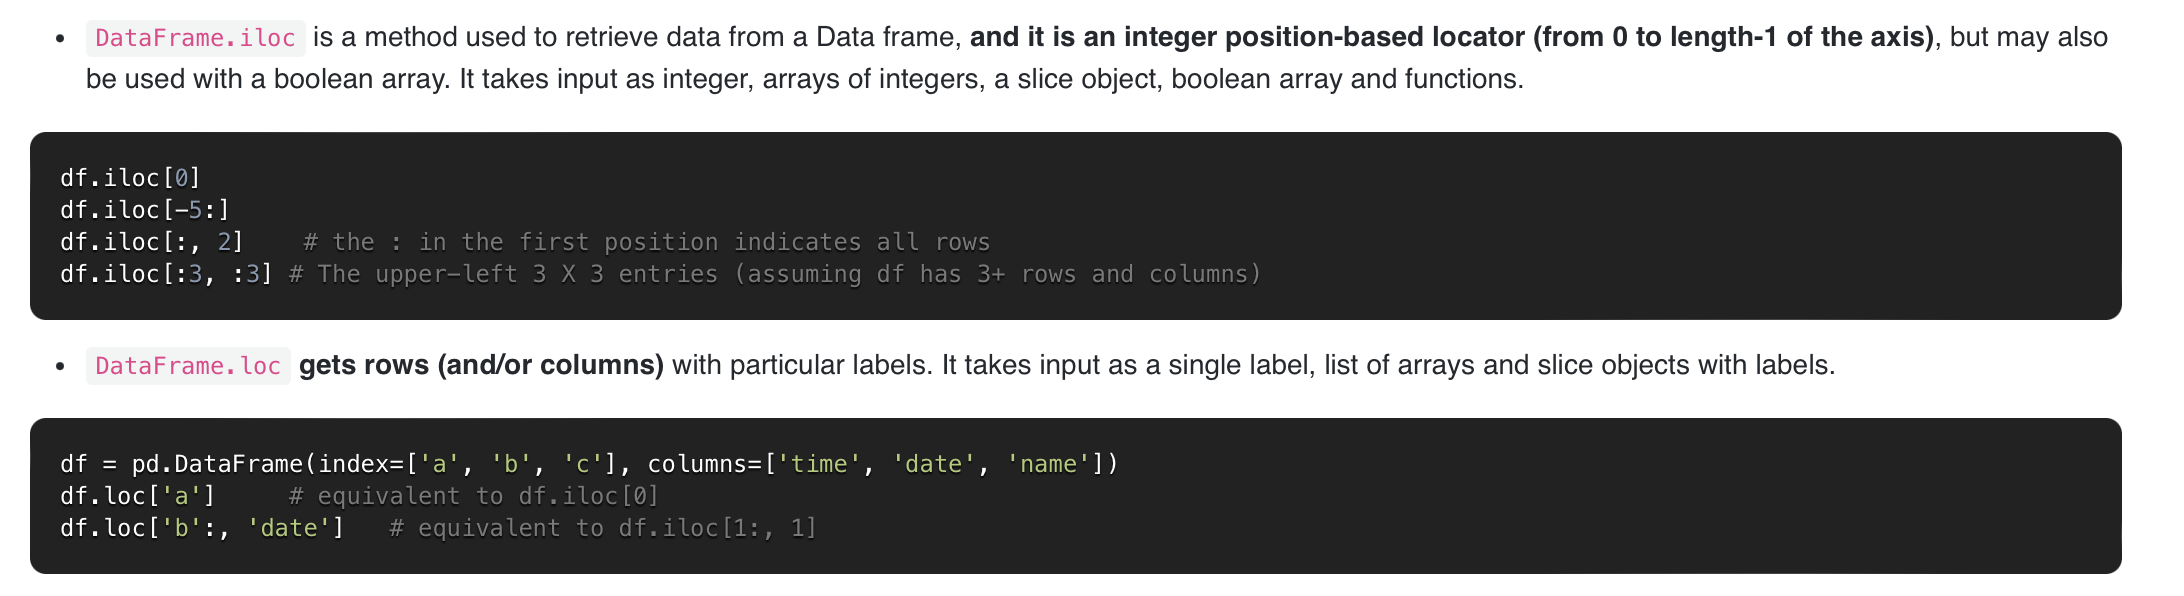 • DataFrame.iloc is a method used to retrieve data from a Data frame, and it is an integer position-based locator (from 0 to length-1 of the axis), but may also
be used with a boolean array. It takes input as integer, arrays of integers, a slice object, boolean array and functions.
df.iloc[0]
df.iloc[-5:]
df.iloc[:, 2]    # the : in the first position indicates all rows
df.iloc[:3, :3] # The upper-left 3 X 3 entries (assuming df has 3+ rows and columns)
• DataFrame.loc gets rows (and/or columns) with particular labels. It takes input as a single label, list of arrays and slice objects with labels.
df = pd.DataFrame(index=['a', 'b', 'c'], columns=['time', 'date', 'name'])
df.loc['a']     # equivalent to df.iloc[0]
df.loc['b':, 'date']   # equivalent to df.iloc[1:, 1]